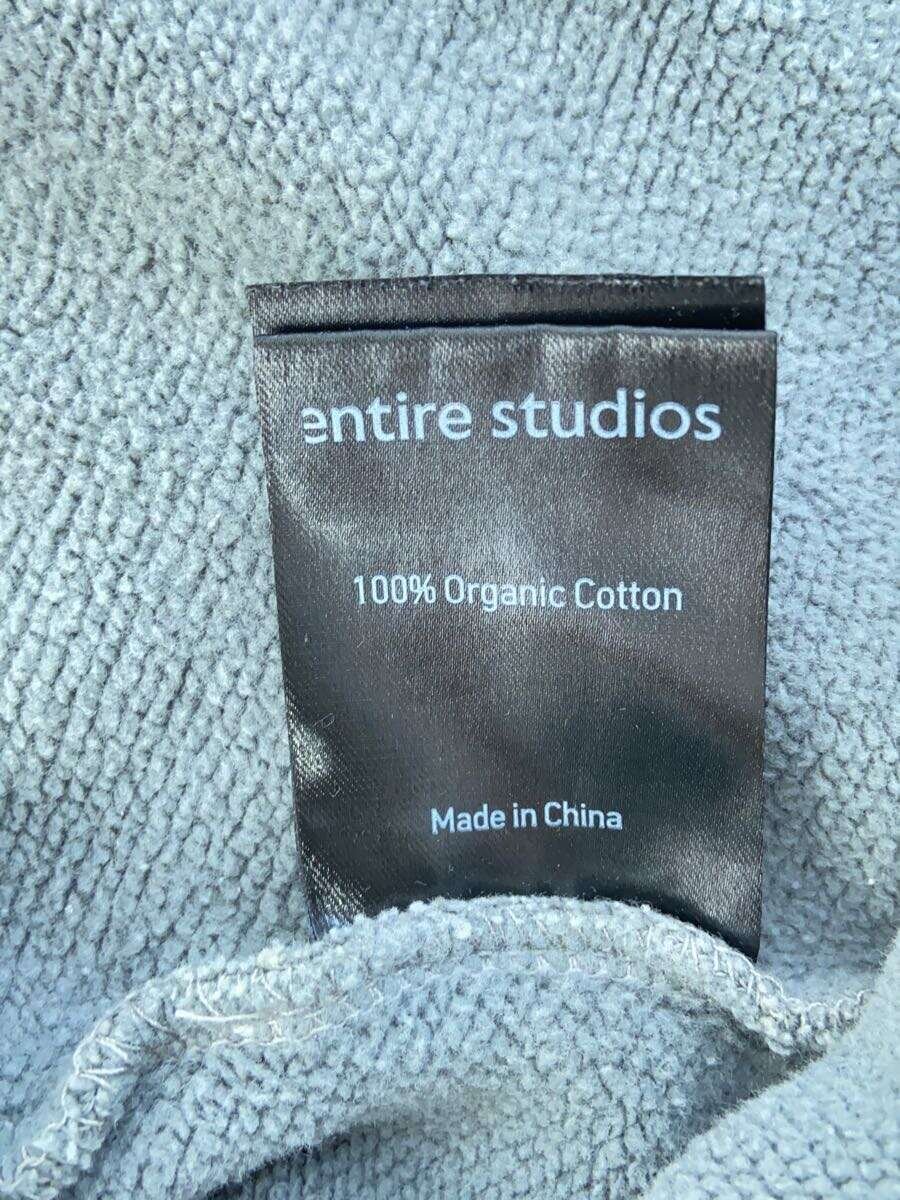 entire studios
100% Organic Cotton
Made in China